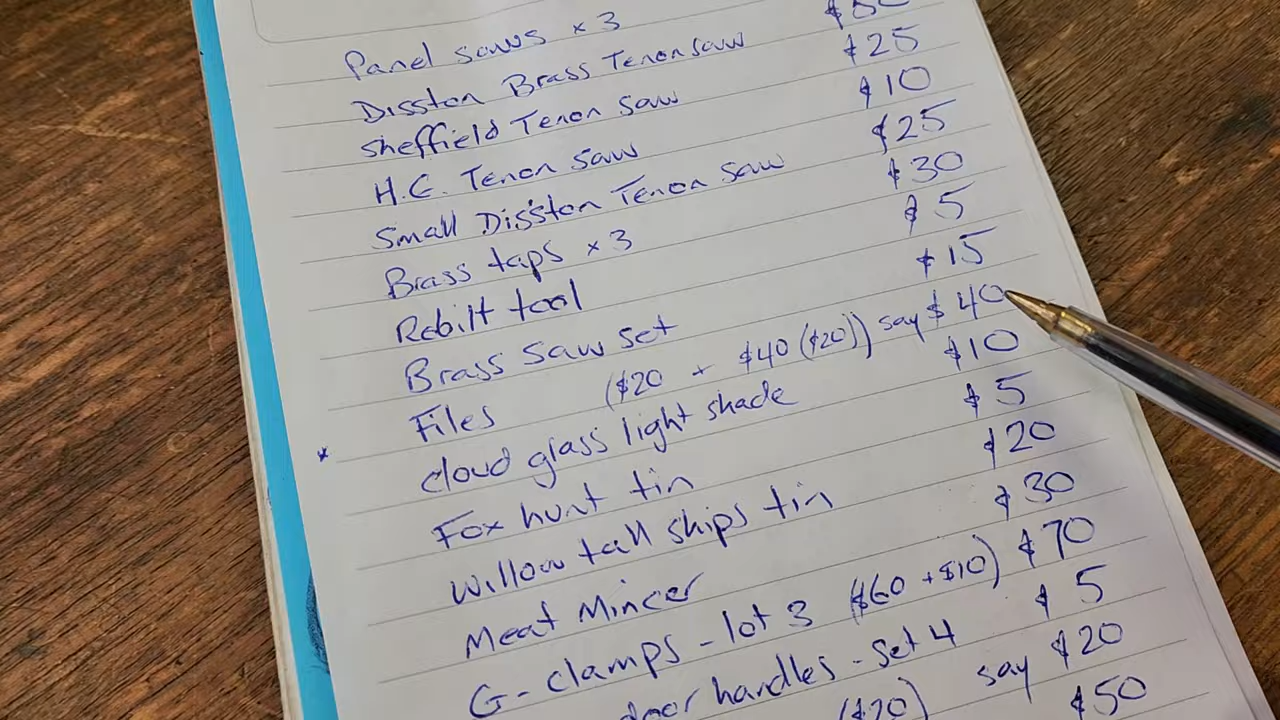 Panel saws x 3
Disston Brass Tenon saw
Sheffield Tenon saw $25
H.G. Tenon saw $10
Small Disston Tenon saw $25
Brass taps x 3 $30
Rebilt tool $5
Brass saw set $15
Files ($20 + $40 ($20)) say $40
* cloud glass light shade $10
Fox hunt tin $5
Willow tall ships tin $20
Meat Mincer $30
G-clamps - lot 3 ($60 + $10) $70
door handles - set 4 $5
($20) say $20
$50